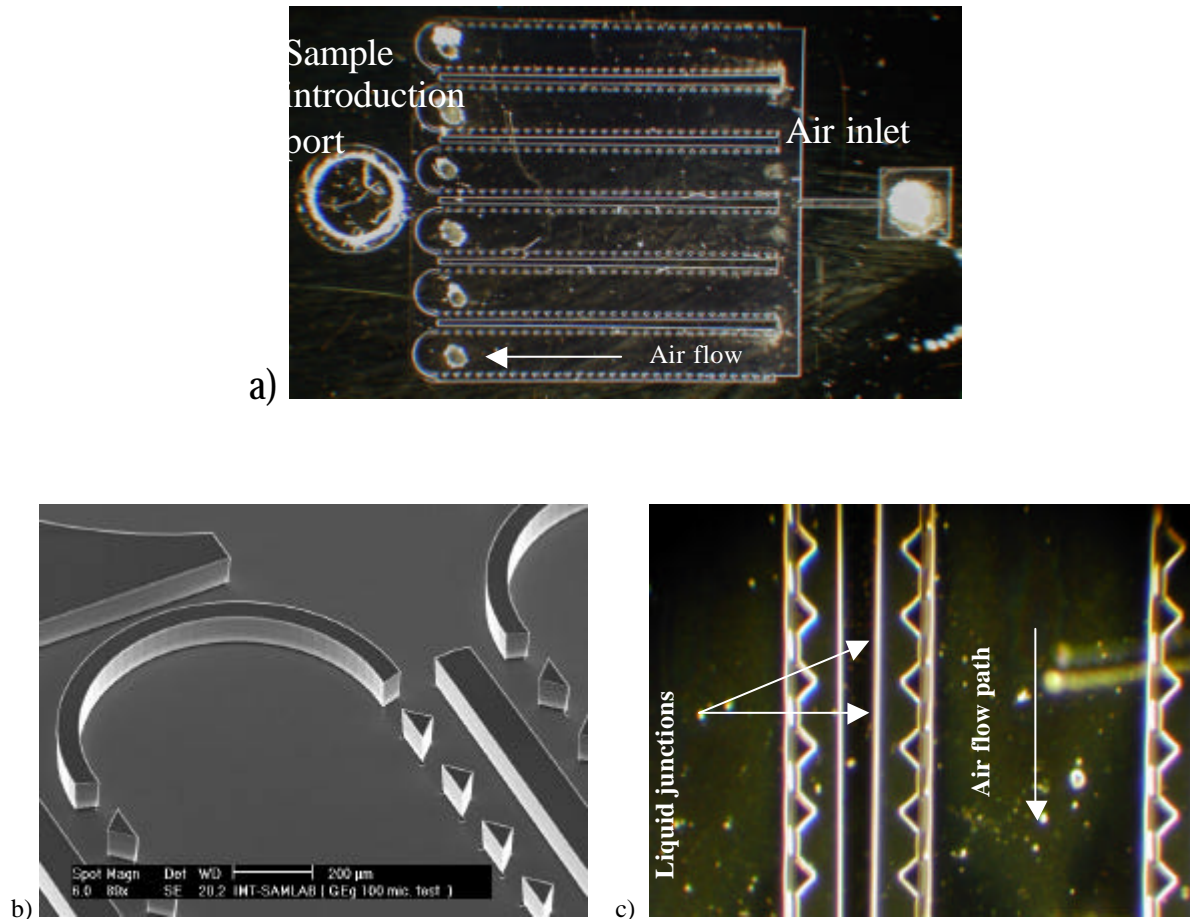 Sample
introduction
port
Air inlet
Air flow
a)
Spot Magn Det WD 200 µm
6.0 80x SE 20.2 IMT-SAMLAB ( GEg 100 mic. test )
b)
Liquid junctions
Air flow path
c)